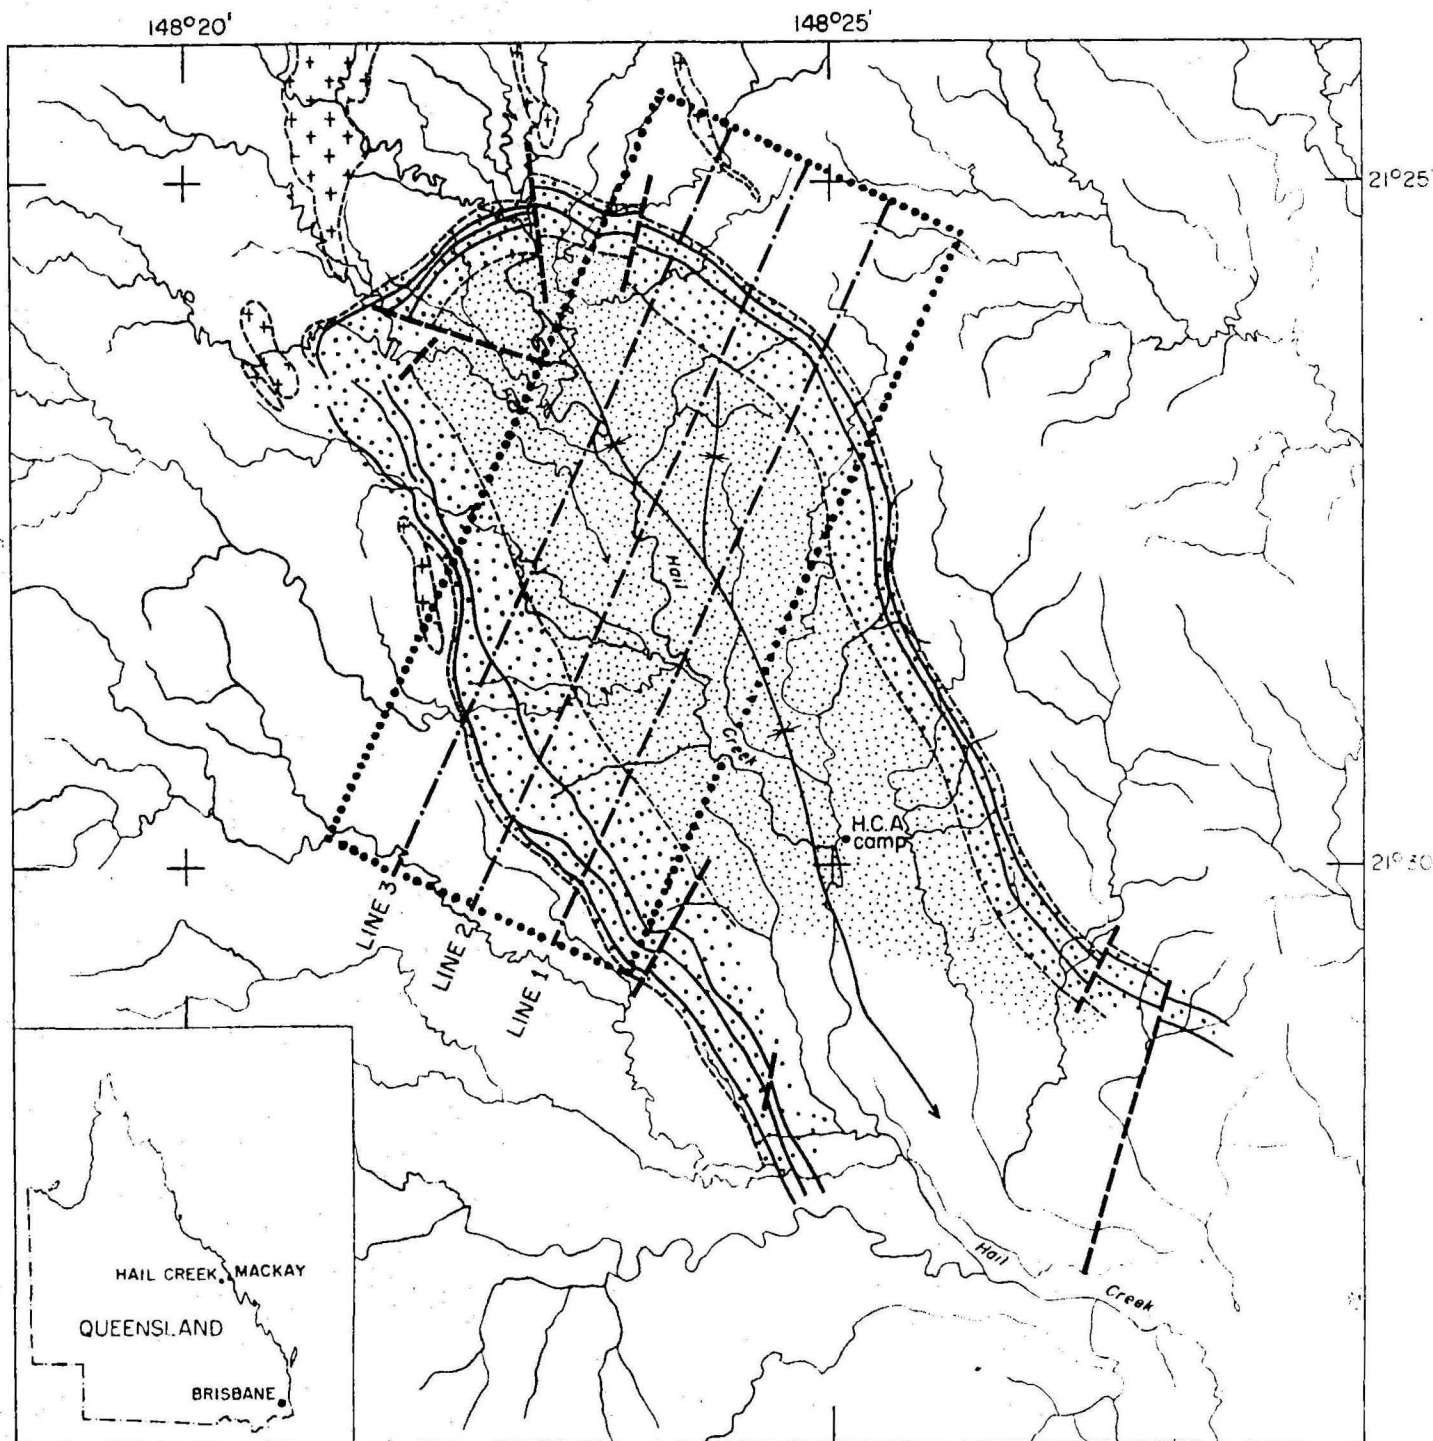 148°20'
148°25'
21°25'
Hail
Creek
H.C.A.
camp
21°30
LINE 3
LINE 2
LINE 1
Hail
Creek
HAIL CREEK
MACKAY
QUEENSLAND
BRISBANE